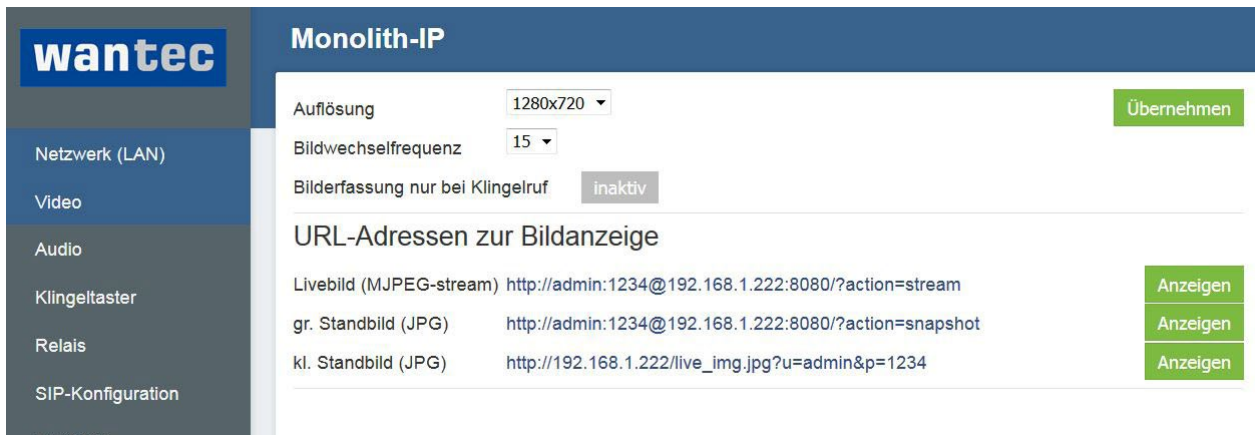 wantec
Monolith-IP
Netzwerk (LAN)
Video
Audio
Klingeltaster
Relais
SIP-Konfiguration
Auflösung 1280x720
Übernehmen
Bildwechselfrequenz 15
Bilderfassung nur bei Klingelruf inaktiv
URL-Adressen zur Bildanzeige
Livebild (MJPEG-stream) http://admin:1234@192.168.1.222:8080/?action=stream Anzeigen
gr. Standbild (JPG) http://admin:1234@192.168.1.222:8080/?action=snapshot Anzeigen
kl. Standbild (JPG) http://192.168.1.222/live_img.jpg?u=admin&p=1234 Anzeigen